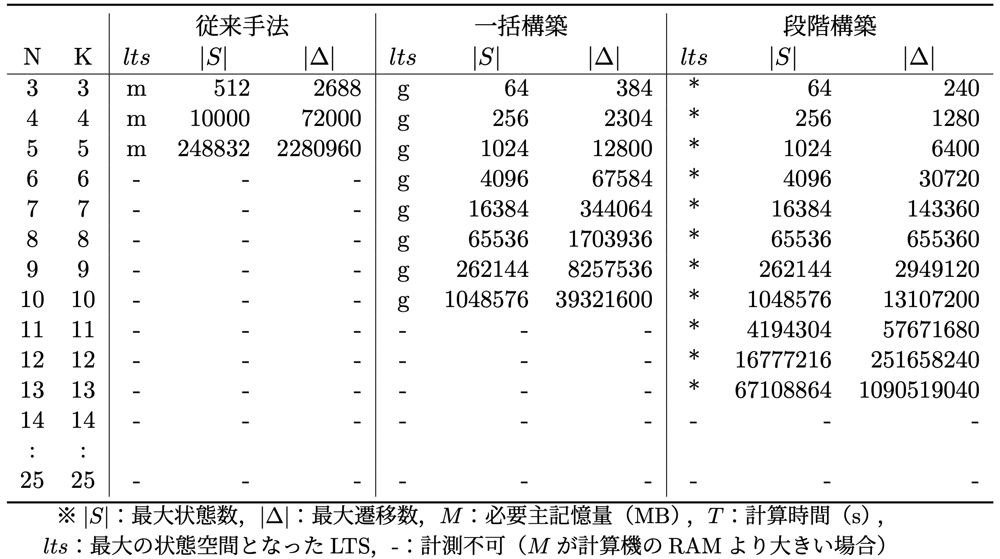 従来手法 一括構築 段階構築
N K lts |S| |Δ| lts |S| |Δ| lts |S| |Δ|
3 3 m 512 2688 g 64 384 * 64 240
4 4 m 10000 72000 g 256 2304 * 256 1280
5 5 m 248832 2280960 g 1024 12800 * 1024 6400
6 6 - - - g 4096 67584 * 4096 30720
7 7 - - - g 16384 344064 * 16384 143360
8 8 - - - g 65536 1703936 * 65536 655360
9 9 - - - g 262144 8257536 * 262144 2949120
10 10 - - - g 1048576 39321600 * 1048576 13107200
11 11 - - - - - - * 4194304 57671680
12 12 - - - - - - * 16777216 251658240
13 13 - - - - - - * 67108864 1090519040
14 14 - - - - - - - - -
: :
25 25 - - - - - - - - -
※ |S|：最大状態数，|Δ|：最大遷移数，M：必要主記憶量（MB），T：計算時間（s），
lts：最大の状態空間となった LTS，-：計測不可（M が計算機の RAM より大きい場合）